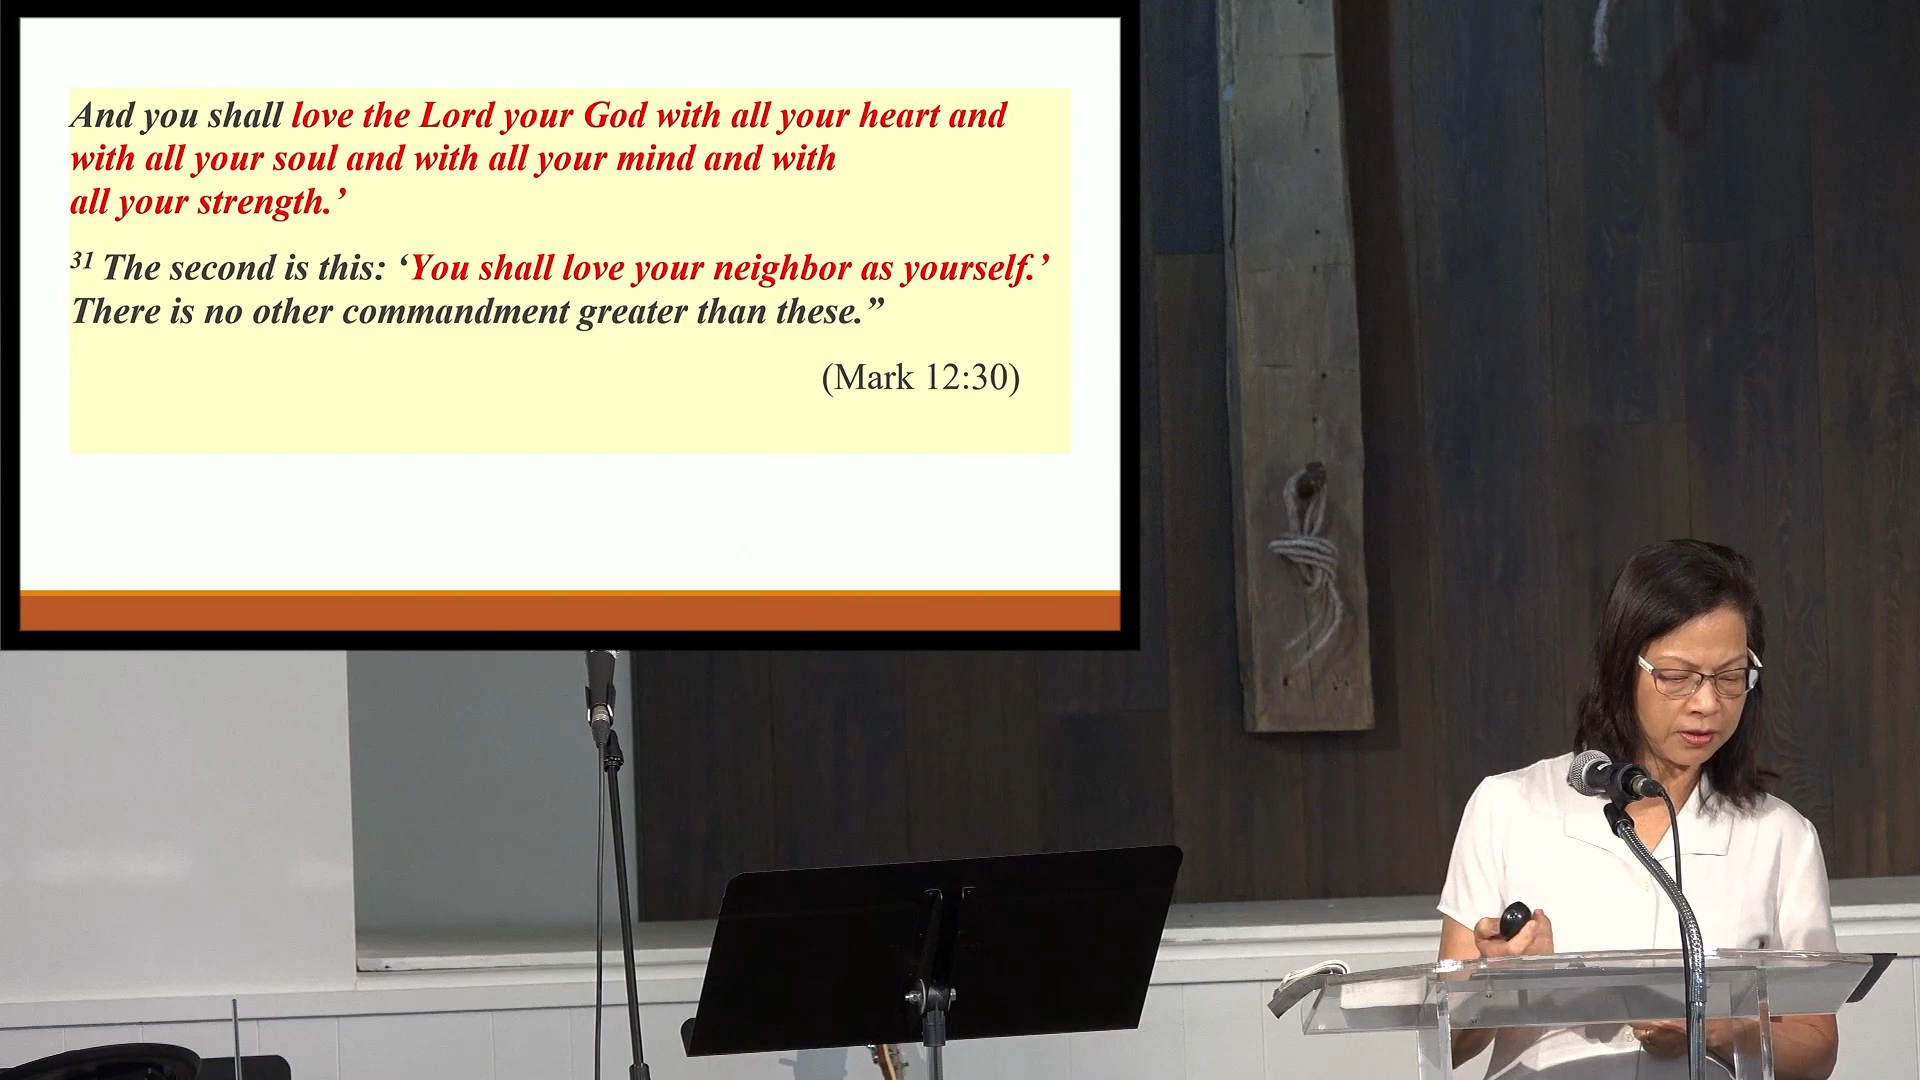 And you shall love the Lord your God with all your heart and
with all your soul and with all your mind and with
all your strength.’
31 The second is this: ‘You shall love your neighbor as yourself.’
There is no other commandment greater than these.”
(Mark 12:30)